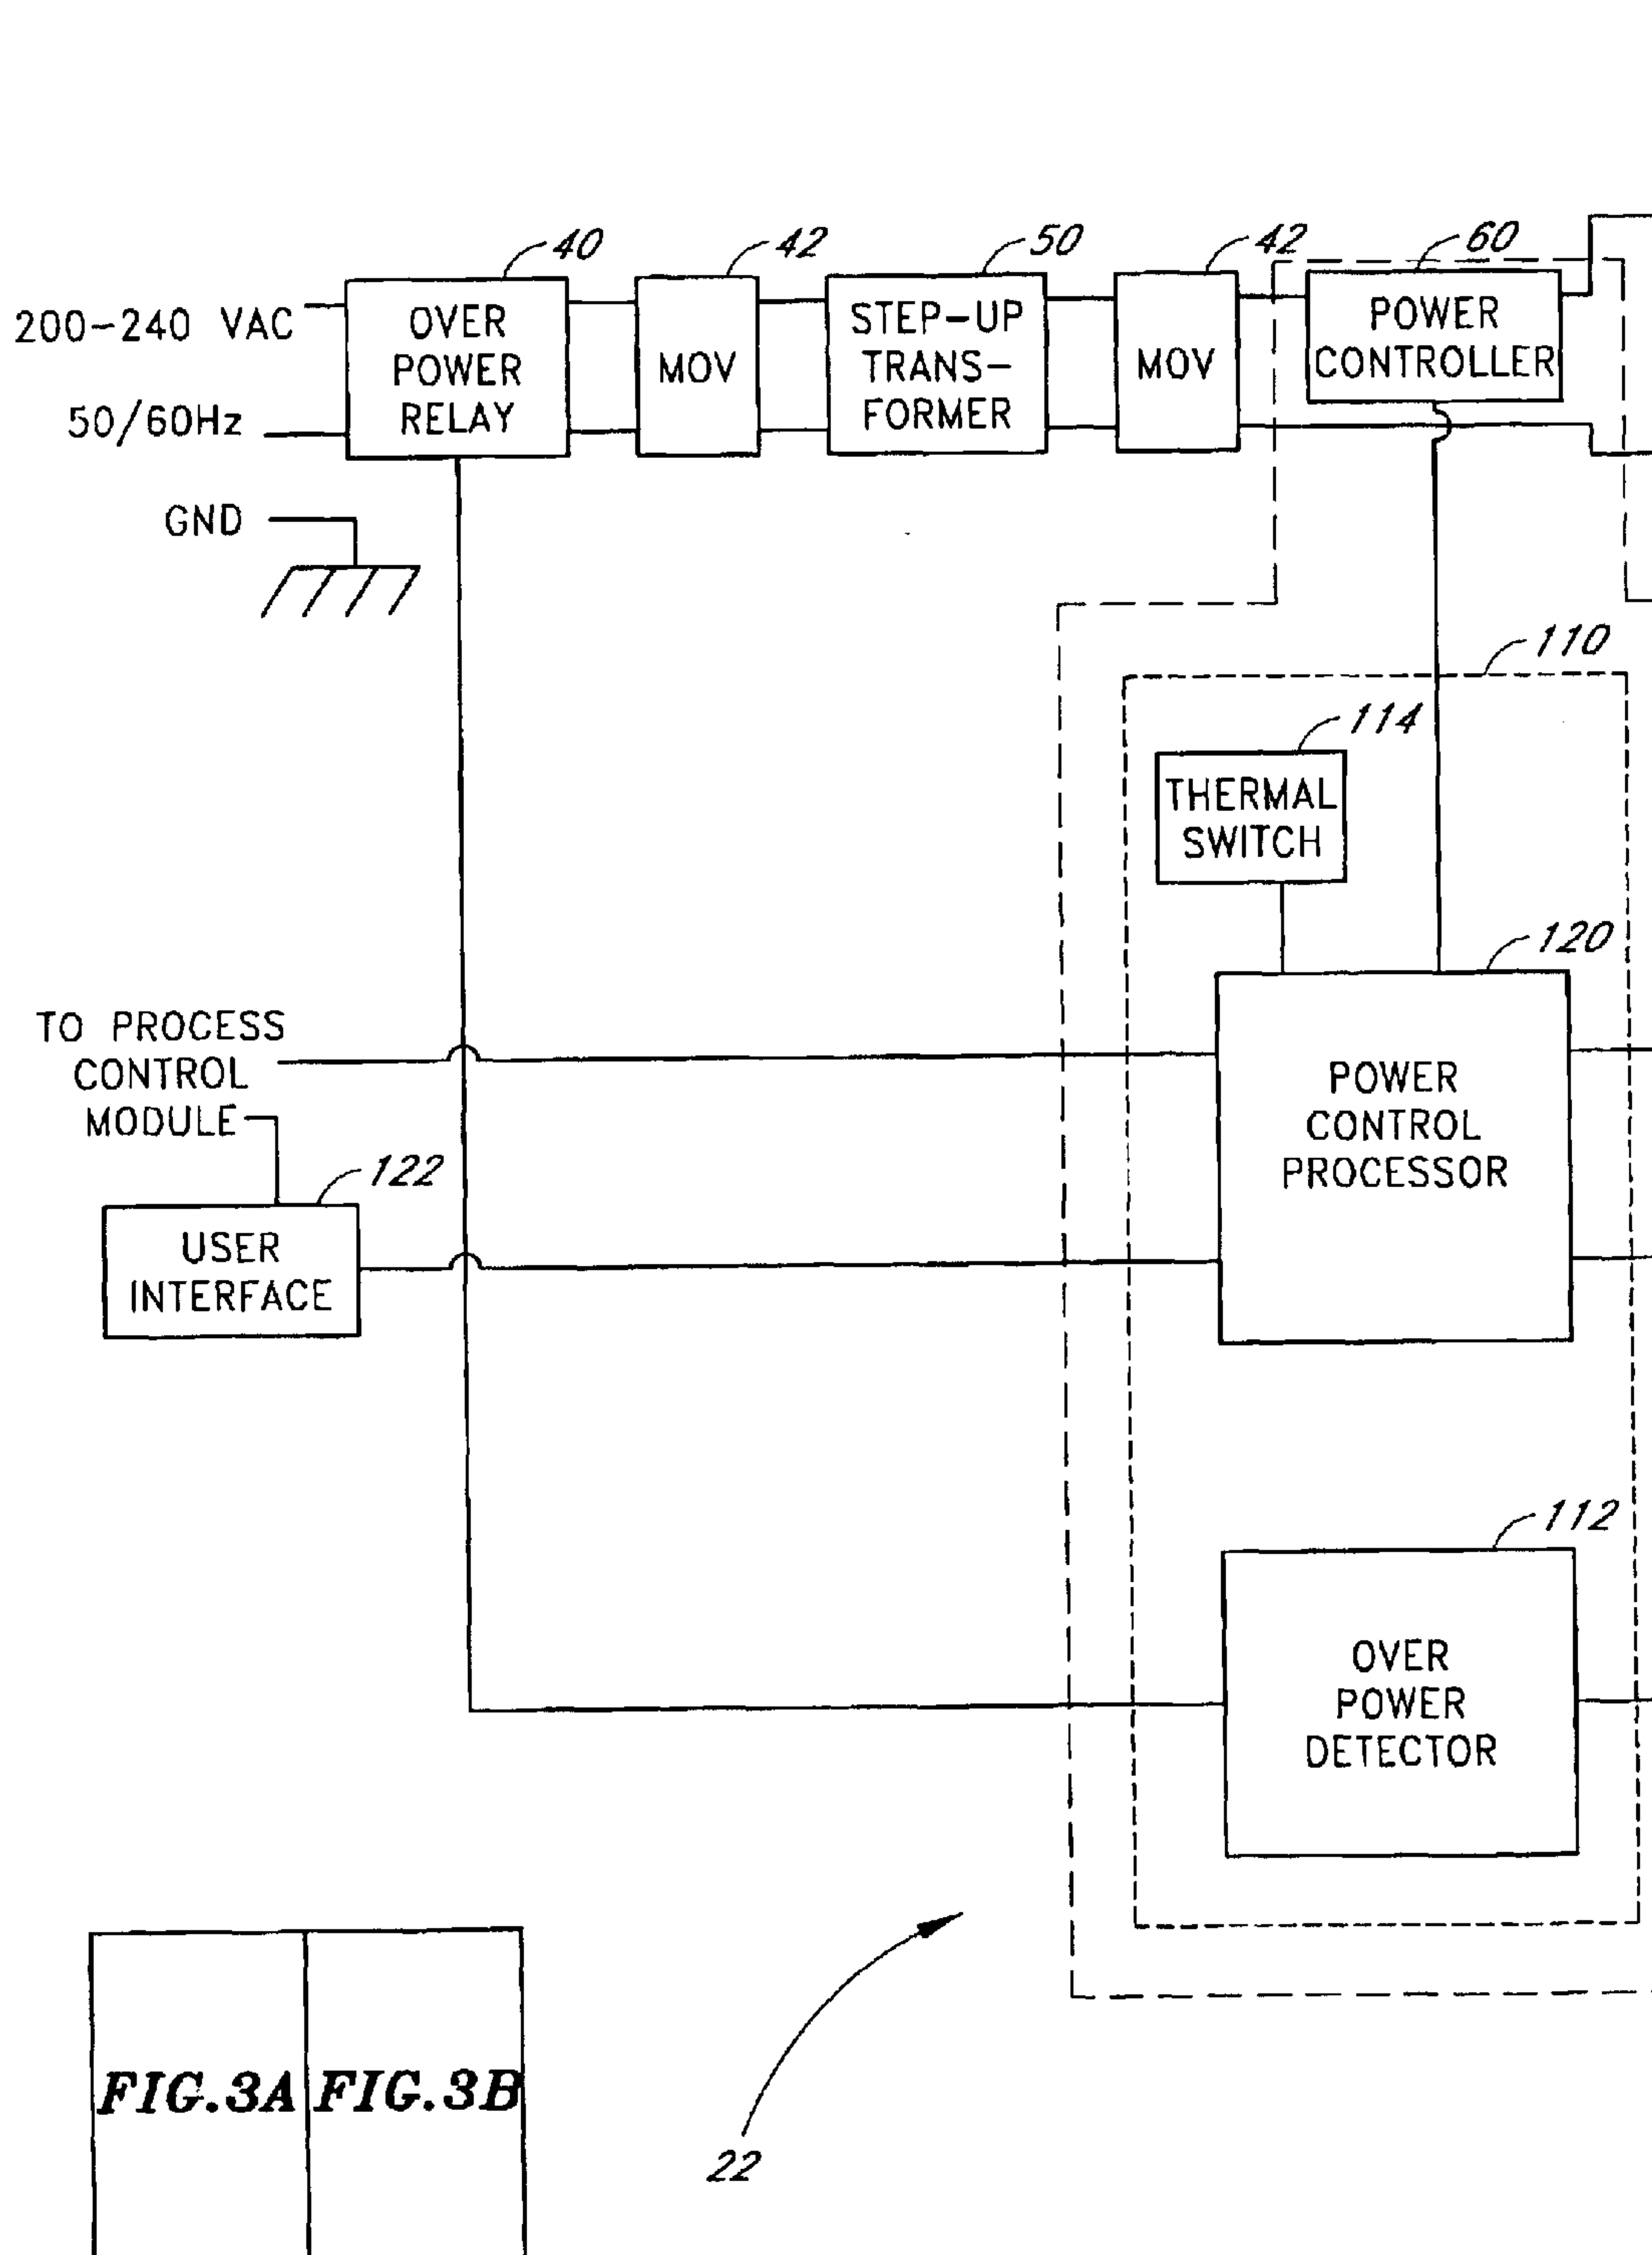 40
42
50
42
60
200-240 VAC
50/60Hz
GND
OVER
POWER
RELAY
MOV
STEP-UP
TRANS-
FORMER
MOV
POWER
CONTROLLER
110
114
THERMAL
SWITCH
120
TO PROCESS
CONTROL
MODULE
POWER
CONTROL
PROCESSOR
122
USER
INTERFACE
112
OVER
POWER
DETECTOR
FIG.3A
FIG.3B
22